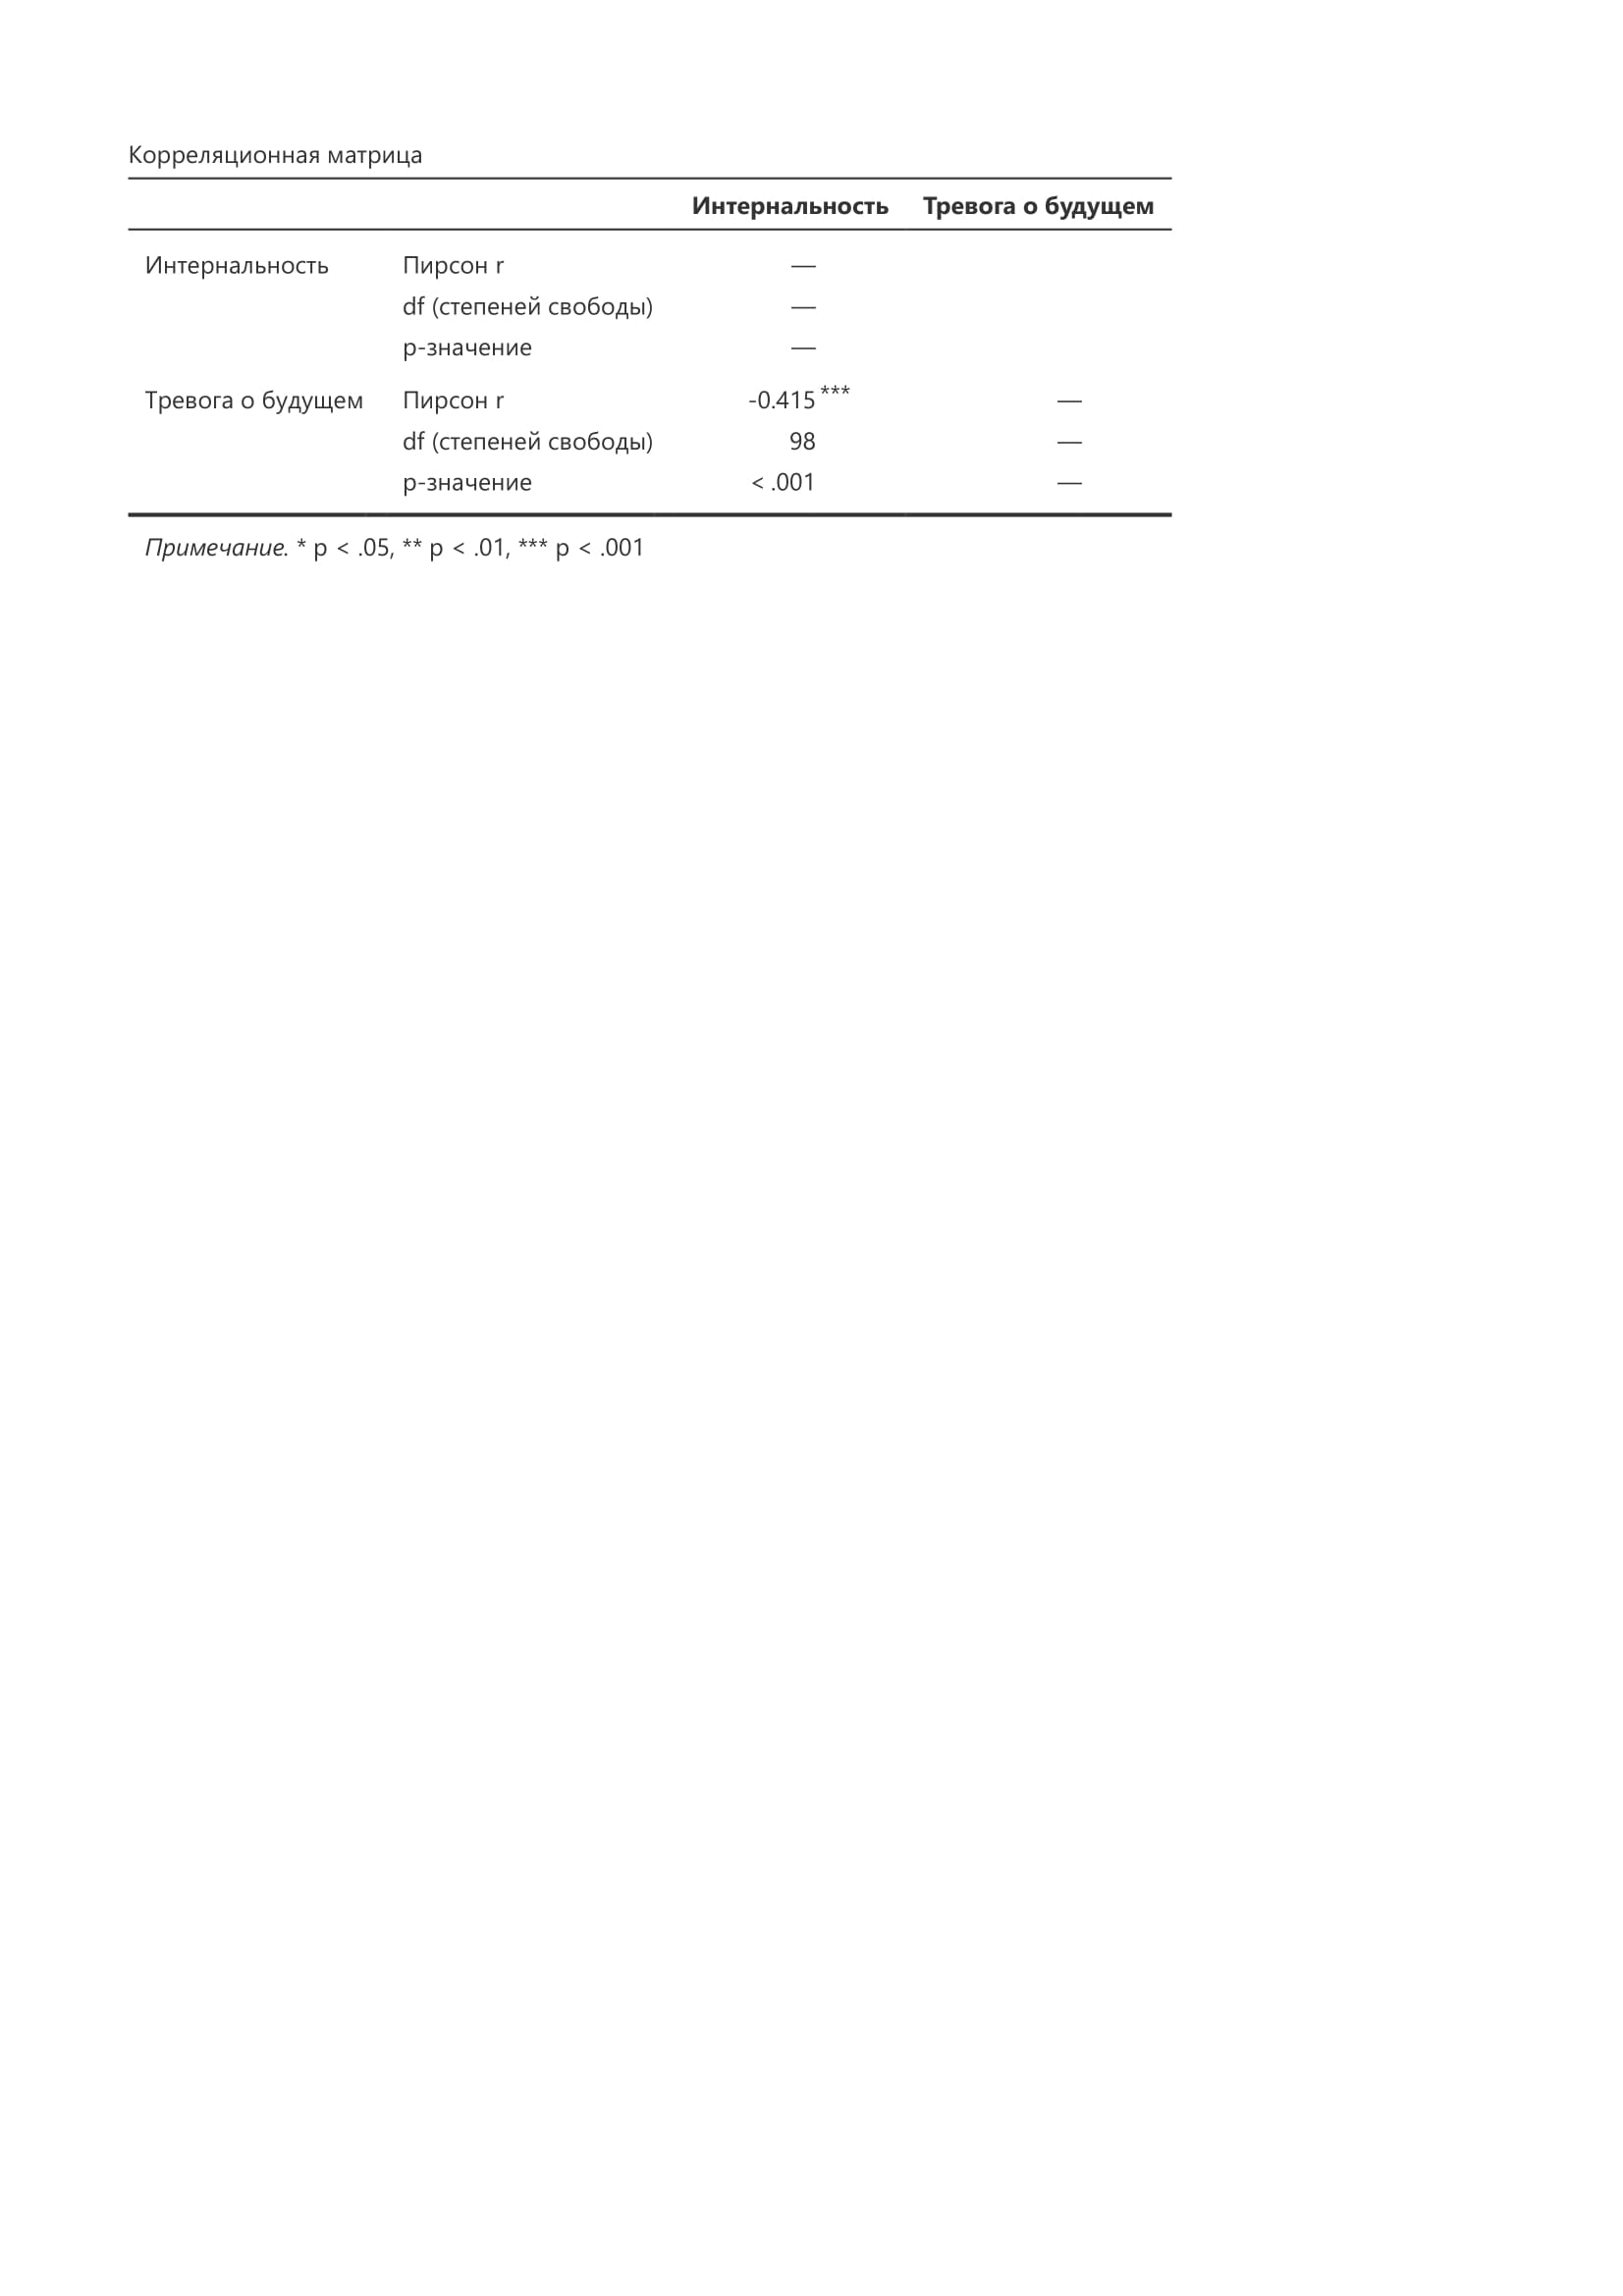 Корреляционная матрица
Интернальность Тревога о будущем
Интернальность Пирсон r —
df (степеней свободы) —
p-значение —
Тревога о будущем Пирсон r -0.415 *** —
df (степеней свободы) 98 —
p-значение < .001 —
Примечание. * p < .05, ** p < .01, *** p < .001